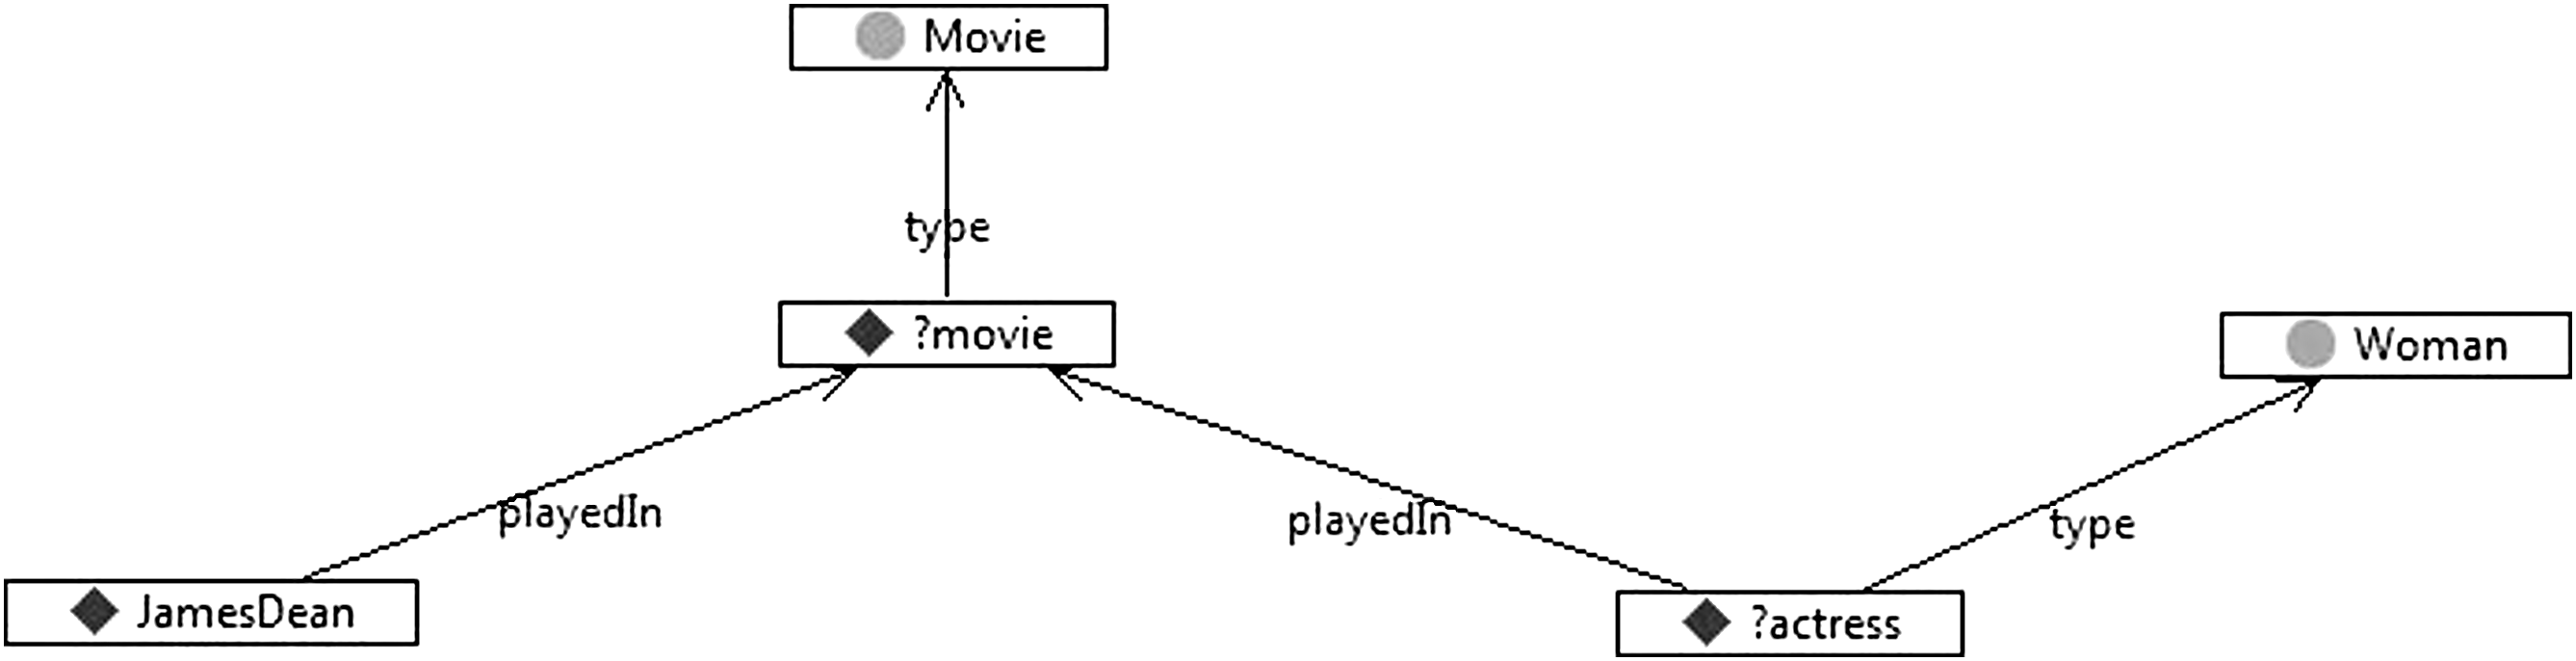 Movie
type
?movie
Woman
playedIn
playedIn
type
JamesDean
?actress